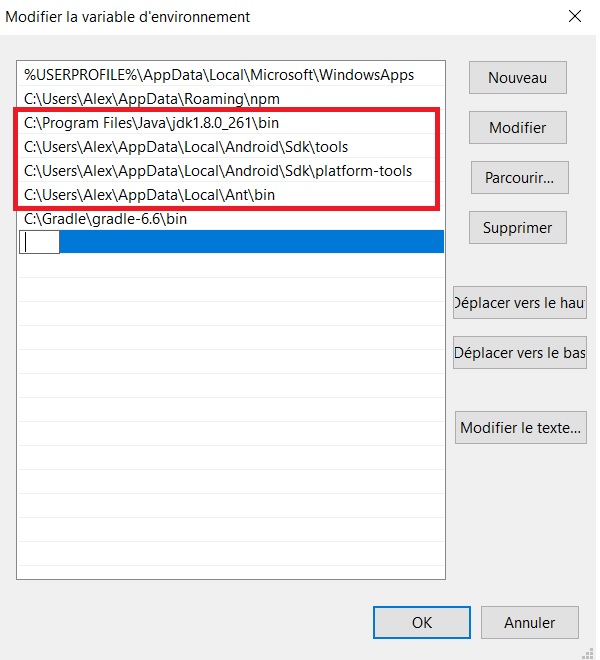 Modifier la variable d'environnement
%USERPROFILE%\AppData\Local\Microsoft\WindowsApps
C:\Users\Alex\AppData\Roaming\npm
C:\Program Files\Java\jdk1.8.0_261\bin
C:\Users\Alex\AppData\Local\Android\Sdk\tools
C:\Users\Alex\AppData\Local\Android\Sdk\platform-tools
C:\Users\Alex\AppData\Local\Ant\bin
C:\Gradle\gradle-6.6\bin
Nouveau
Modifier
Parcourir...
Supprimer
Déplacer vers le hau
Déplacer vers le bas
Modifier le texte...
OK
Annuler